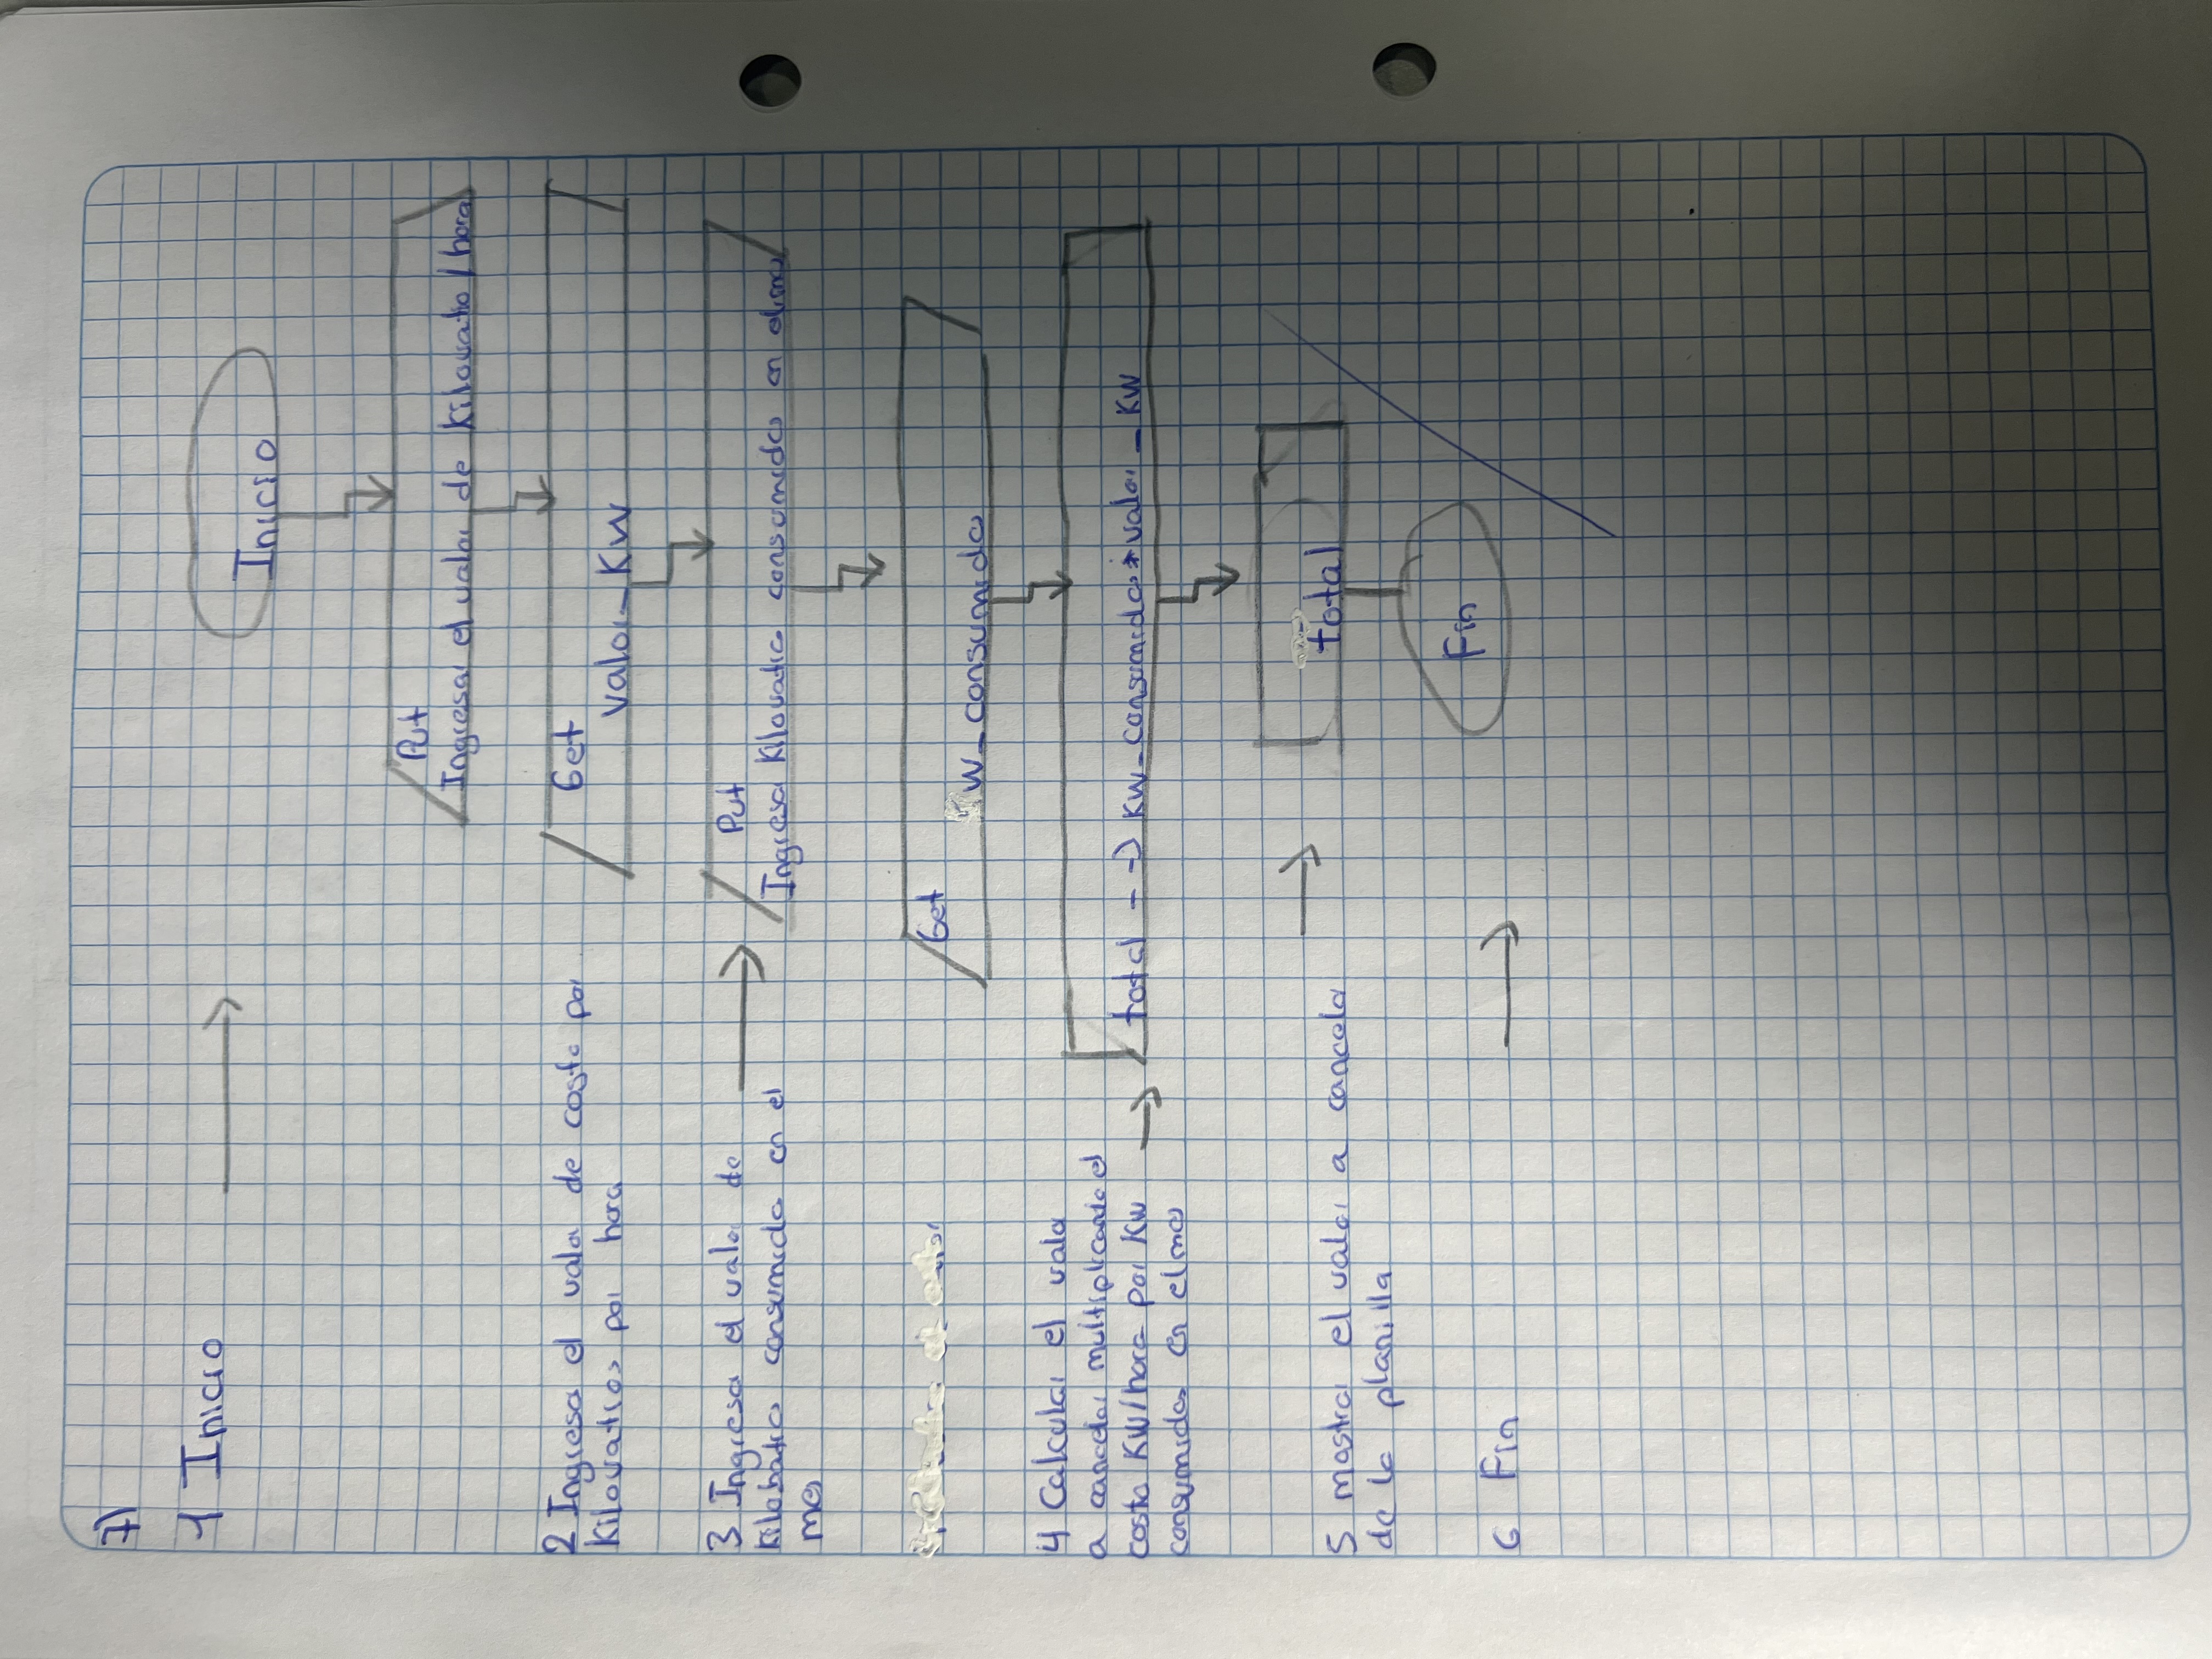 7)
1 Inicio
Inicio
Put
Ingresar el valor de Kilovatio / hora
2 Ingresa el valor de costo por
Kilovatios por hora
Get
valor_KW
3 Ingresar el valor de
kilobatio consumido en el
mes
Put
Ingresar Kilovatio consumidos en el mes
Get
KW_consumido
4 Calcular el valor
a cancelar multiplicando el
costo KW/hora por KW
consumidos en el mes
total --> KW_consumido * valor_KW
5 mostrar el valor a cancelar
de la planilla
total
Fin
6 Fin